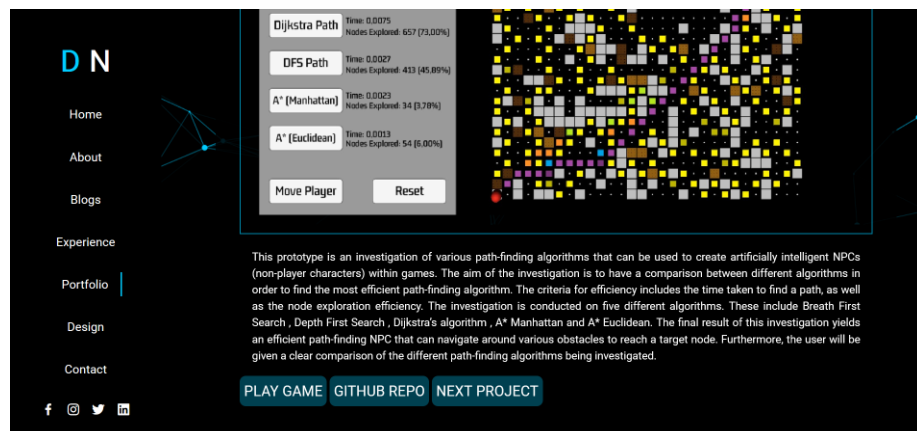 DN
Home
About
Blogs
Experience
Portfolio
Design
Contact
Dijkstra Path
Time: 0.0075
Nodes Explored: 657 (73,00%)
DFS Path
Time: 0.0027
Nodes Explored: 413 (45,89%)
A* (Manhattan)
Time: 0.0023
Nodes Explored: 34 (3,78%)
A* (Euclidean)
Time: 0.0013
Nodes Explored: 54 (6,00%)
Move Player
Reset
This prototype is an investigation of various path-finding algorithms that can be used to create artificially intelligent NPCs
(non-player characters) within games. The aim of the investigation is to have a comparison between different algorithms in
order to find the most efficient path-finding algorithm. The criteria for efficiency includes the time taken to find a path, as well
as the node exploration efficiency. The investigation is conducted on five different algorithms. These include Breath First
Search , Depth First Search , Dijkstra's algorithm , A* Manhattan and A* Euclidean. The final result of this investigation yields
an efficient path-finding NPC that can navigate around various obstacles to reach a target node. Furthermore, the user will be
given a clear comparison of the different path-finding algorithms being investigated.
PLAY GAME
GITHUB REPO
NEXT PROJECT